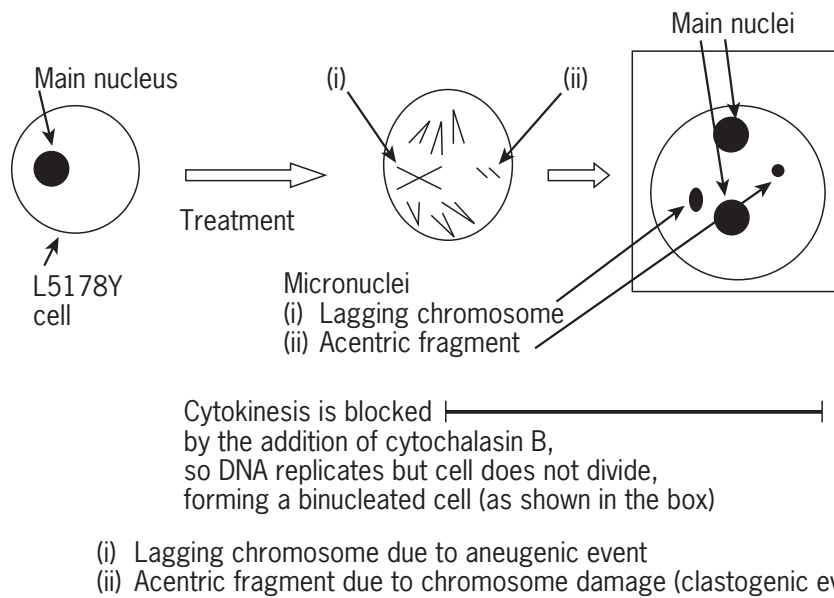 Main nuclei
Main nucleus
(i)
(ii)
Treatment
L5178Y
cell
Micronuclei
(i) Lagging chromosome
(ii) Acentric fragment
Cytokinesis is blocked
by the addition of cytochalasin B,
so DNA replicates but cell does not divide,
forming a binucleated cell (as shown in the box)
(i) Lagging chromosome due to aneugenic event
(ii) Acentric fragment due to chromosome damage (clastogenic